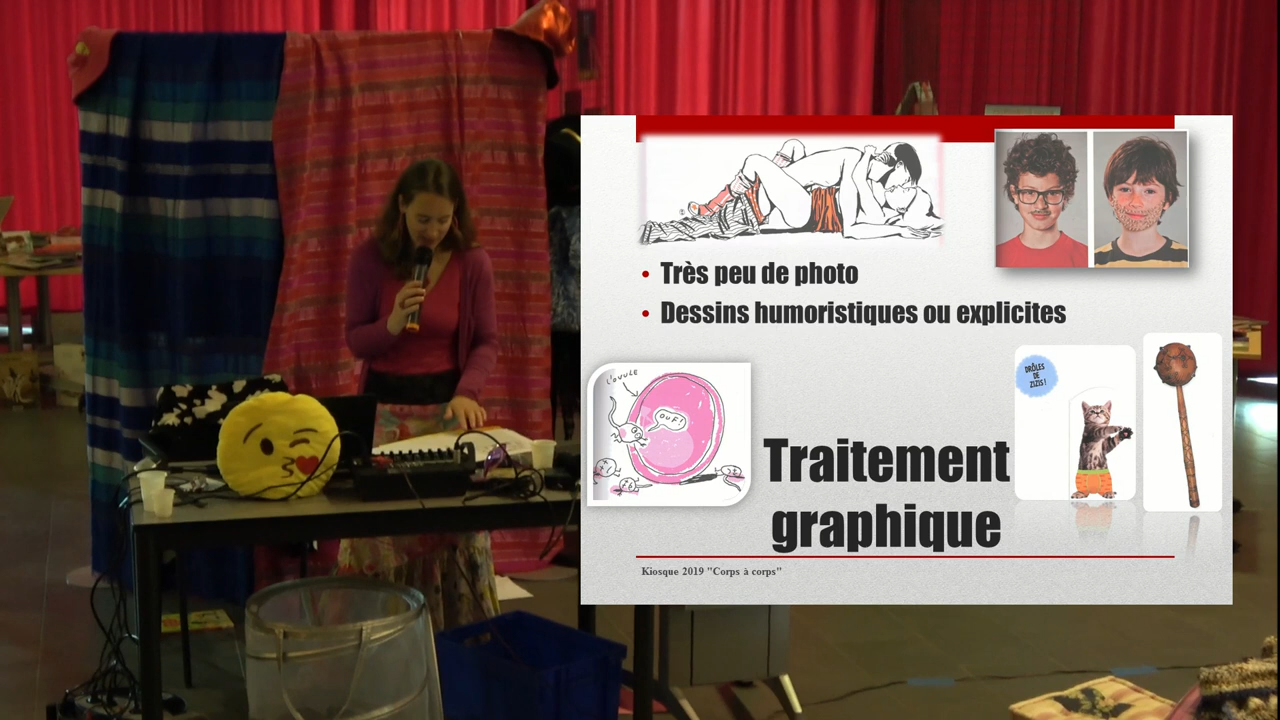 • Très peu de photo
• Dessins humoristiques ou explicites
L'OVULE
OUF!
DRÔLES
DE
ZIZIS!
Traitement
graphique
Kiosque 2019 "Corps à corps"